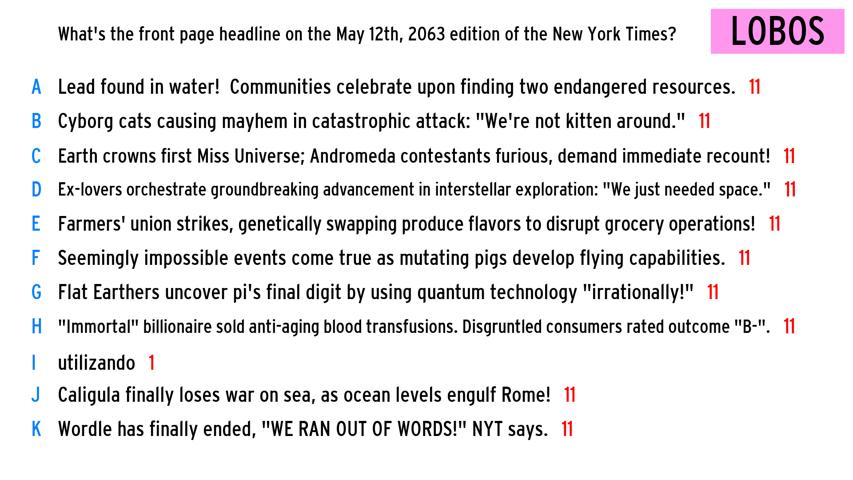 What's the front page headline on the May 12th, 2063 edition of the New York Times?
LOBOS
A Lead found in water! Communities celebrate upon finding two endangered resources. 11
B Cyborg cats causing mayhem in catastrophic attack: "We're not kitten around." 11
C Earth crowns first Miss Universe; Andromeda contestants furious, demand immediate recount! 11
D Ex-lovers orchestrate groundbreaking advancement in interstellar exploration: "We just needed space." 11
E Farmers' union strikes, genetically swapping produce flavors to disrupt grocery operations! 11
F Seemingly impossible events come true as mutating pigs develop flying capabilities. 11
G Flat Earthers uncover pi's final digit by using quantum technology "irrationally!" 11
H "Immortal" billionaire sold anti-aging blood transfusions. Disgruntled consumers rated outcome "B-". 11
I utilizando 1
J Caligula finally loses war on sea, as ocean levels engulf Rome! 11
K Wordle has finally ended, "WE RAN OUT OF WORDS!" NYT says. 11